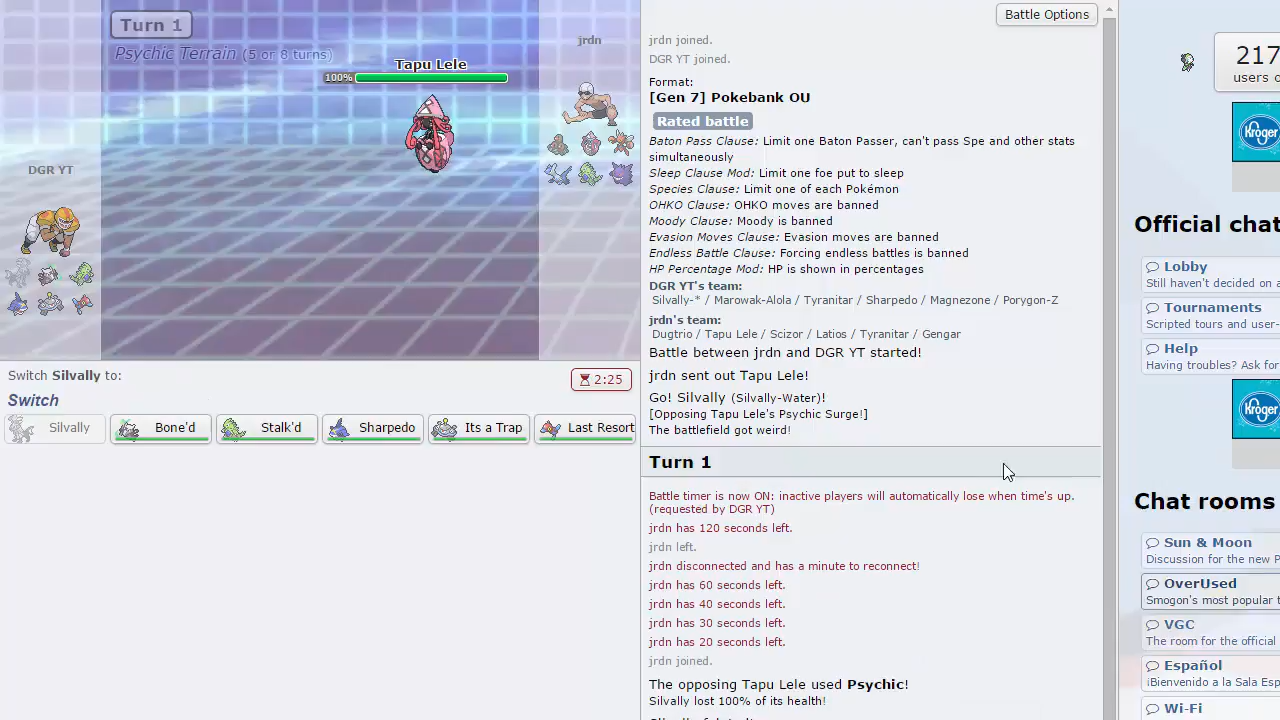 Turn 1
Psychic Terrain (5 or 8 turns)
Tapu Lele
100%
jrdn
DGR YT
Switch Silvally to:
2:25
Switch
Silvally
Bone'd
Stalk'd
Sharpedo
Its a Trap
Last Resort
Battle Options
jrdn joined.
DGR YT joined.
Format:
[Gen 7] Pokebank OU
Rated battle
Baton Pass Clause: Limit one Baton Passer, can't pass Spe and other stats
simultaneously
Sleep Clause Mod: Limit one foe put to sleep
Species Clause: Limit one of each Pokémon
OHKO Clause: OHKO moves are banned
Moody Clause: Moody is banned
Evasion Moves Clause: Evasion moves are banned
Endless Battle Clause: Forcing endless battles is banned
HP Percentage Mod: HP is shown in percentages
DGR YT's team:
Silvally-* / Marowak-Alola / Tyranitar / Sharpedo / Magnezone / Porygon-Z
jrdn's team:
Dugtrio / Tapu Lele / Scizor / Latios / Tyranitar / Gengar
Battle between jrdn and DGR YT started!
jrdn sent out Tapu Lele!
Go! Silvally (Silvally-Water)!
[Opposing Tapu Lele's Psychic Surge!]
The battlefield got weird!
Turn 1
Battle timer is now ON: inactive players will automatically lose when time's up.
(requested by DGR YT)
jrdn has 120 seconds left.
jrdn left.
jrdn disconnected and has a minute to reconnect!
jrdn has 60 seconds left.
jrdn has 40 seconds left.
jrdn has 30 seconds left.
jrdn has 20 seconds left.
jrdn joined.
The opposing Tapu Lele used Psychic!
Silvally lost 100% of its health!
217
users o
Kroger
Kroger
Official chat
Lobby
Still haven't decided on a
Tournaments
Scripted tours and user-
Help
Having troubles? Ask for
Chat rooms
Sun & Moon
Discussion for the new P
OverUsed
Smogon's most popular t
VGC
The room for the official
Español
¡Bienvenido a la Sala Esp
Wi-Fi